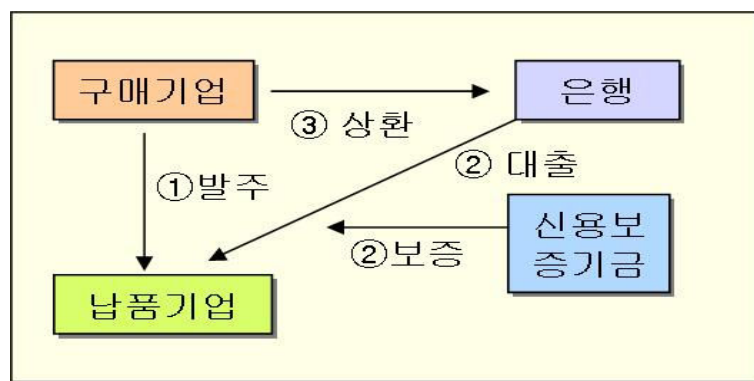 구매기업
은행
③ 상환
② 대출
①발주
신용보
증기금
②보증
납품기업